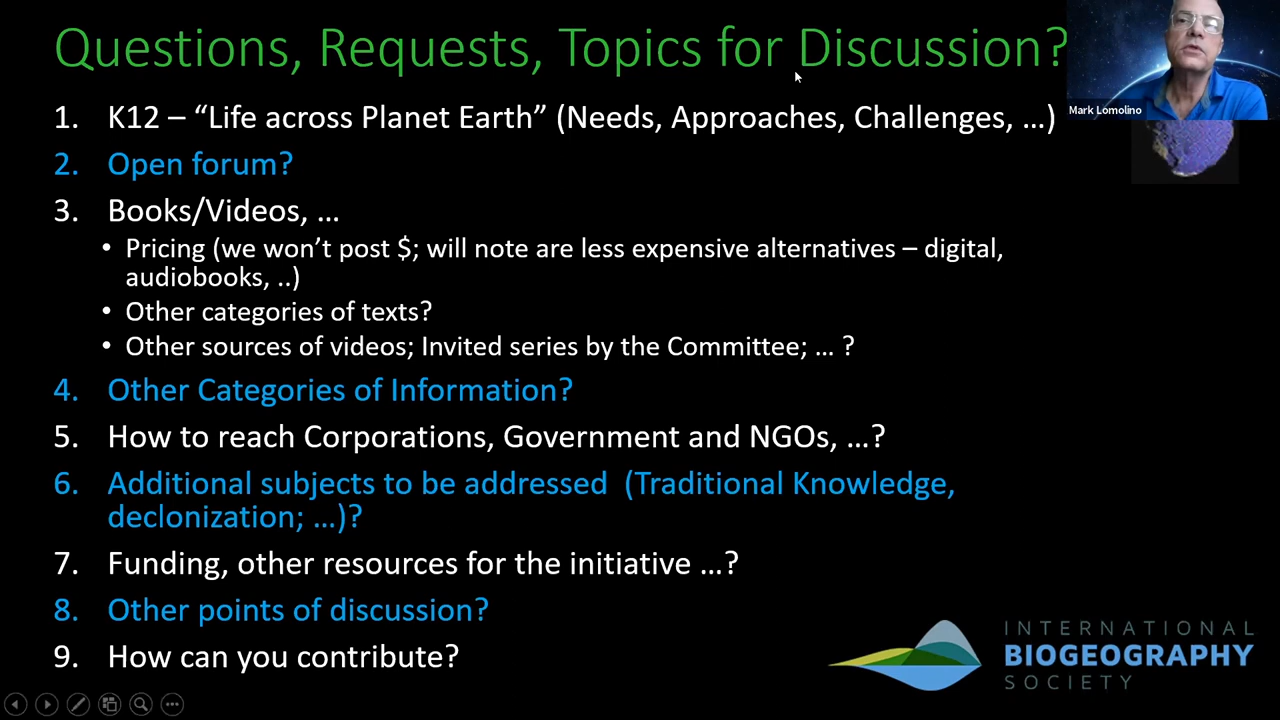 Questions, Requests, Topics for Discussion?
Mark Lomolino
1. K12 – “Life across Planet Earth” (Needs, Approaches, Challenges, …)
2. Open forum?
3. Books/Videos, …
• Pricing (we won’t post $; will note are less expensive alternatives – digital,
audiobooks, ..)
• Other categories of texts?
• Other sources of videos; Invited series by the Committee; … ?
4. Other Categories of Information?
5. How to reach Corporations, Government and NGOs, …?
6. Additional subjects to be addressed (Traditional Knowledge,
declonization; …)?
7. Funding, other resources for the initiative …?
8. Other points of discussion?
9. How can you contribute?
INTERNATIONAL
BIOGEOGRAPHY
SOCIETY